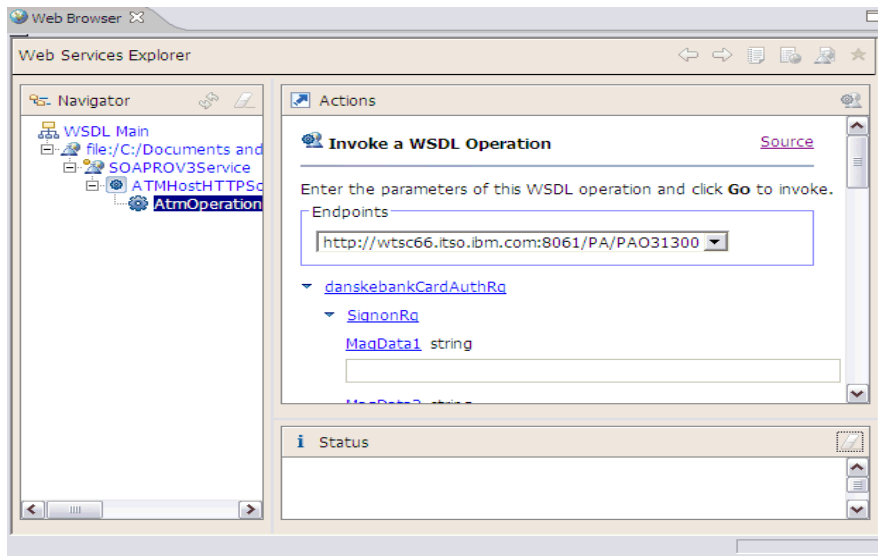 Web Browser
Web Services Explorer
Navigator
WSDL Main
file:/C:/Documents and
SOAPROV3Service
ATMHostHTTPSo
AtmOperation
Actions
Invoke a WSDL Operation
Source
Enter the parameters of this WSDL operation and click Go to invoke.
Endpoints
http://wtsc66.itso.ibm.com:8061/PA/PAO31300
danskebankCardAuthRq
SignonRq
MagData1 string
MagData2 string
i Status